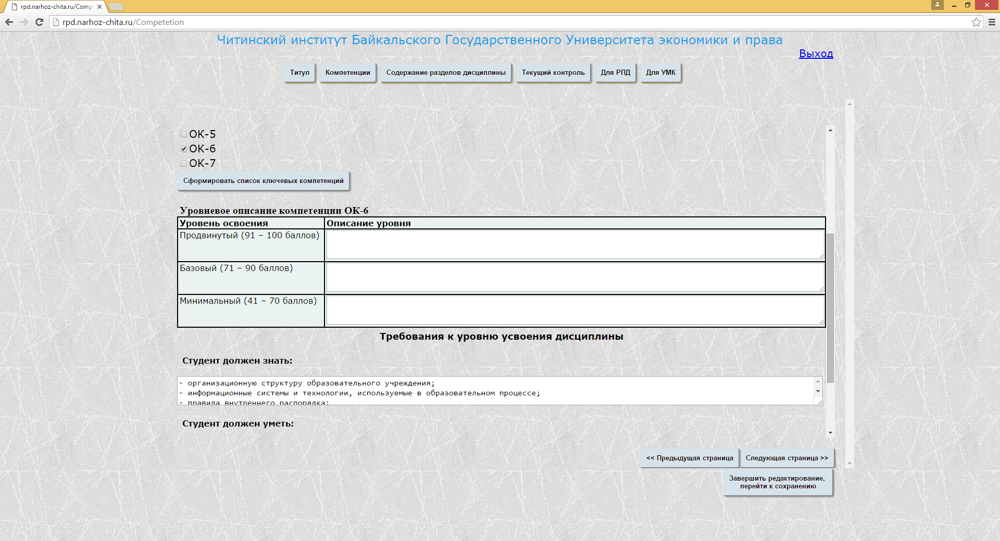 rpd.narhoz-chita.ru/Comp
rpd.narhoz-chita.ru/Competetion
Читинский институт Байкальского Государственного Университета экономики и права
Выход
Титул Компетенции Содержание разделов дисциплины Текущий контроль Для РПД Для УМК
ОК-5
ОК-6
ОК-7
Сформировать список ключевых компетенций
Уровневое описание компетенции ОК-6
Уровень освоения Описание уровня
Продвинутый (91 – 100 баллов)
Базовый (71 – 90 баллов)
Минимальный (41 – 70 баллов)
Требования к уровню усвоения дисциплины
Студент должен знать:
- организационную структуру образовательного учреждения;
- информационные системы и технологии, используемые в образовательном процессе;
- правила внутреннего распорядка;
Студент должен уметь:
<< Предыдущая страница Следующая страница >>
Завершить редактирование,
перейти к сохранению